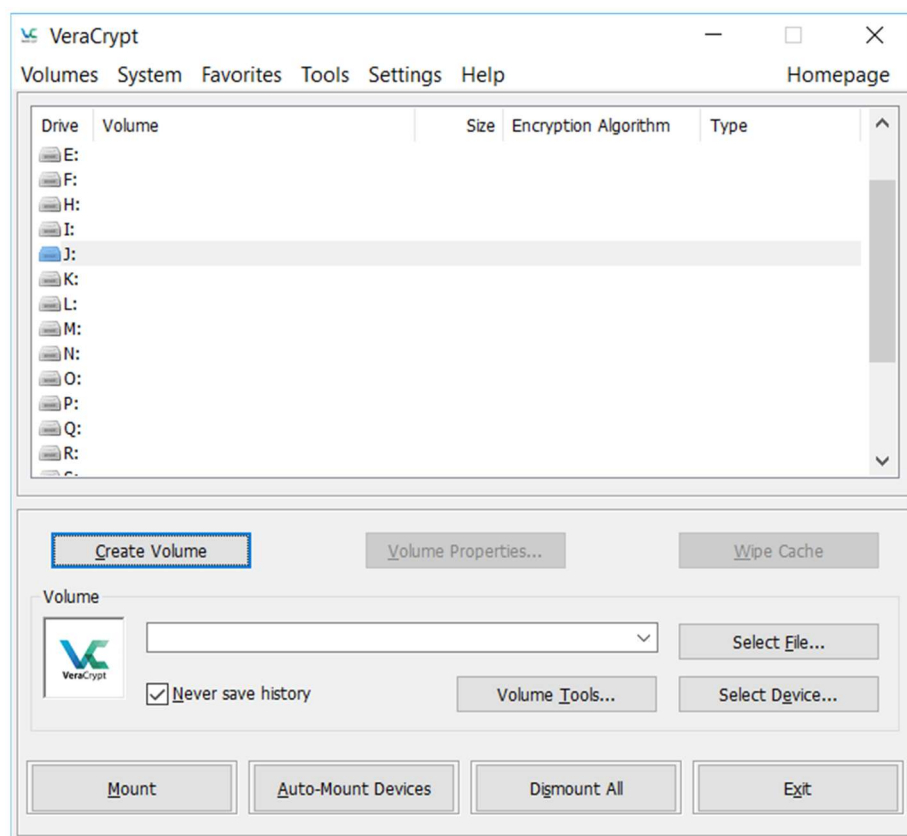 VeraCrypt
Volumes System Favorites Tools Settings Help Homepage
Drive Volume Size Encryption Algorithm Type
E:
F:
H:
I:
J:
K:
L:
M:
N:
O:
P:
Q:
R:
Create Volume Volume Properties... Wipe Cache
Volume
VeraCrypt
Select File...
Never save history Volume Tools... Select Device...
Mount Auto-Mount Devices Dismount All Exit